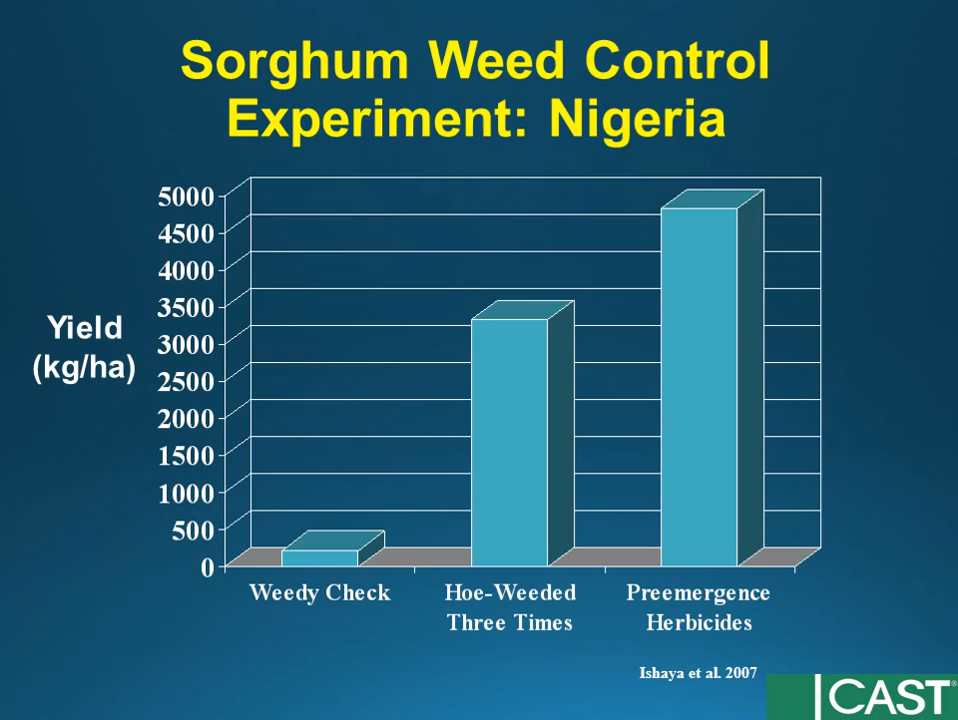 Sorghum Weed Control
Experiment: Nigeria
5000
4500
4000
3500
3000
2500
2000
1500
1000
500
0
Yield
(kg/ha)
Weedy Check
Hoe-Weeded
Three Times
Preemergence
Herbicides
Ishaya et al. 2007
CAST®